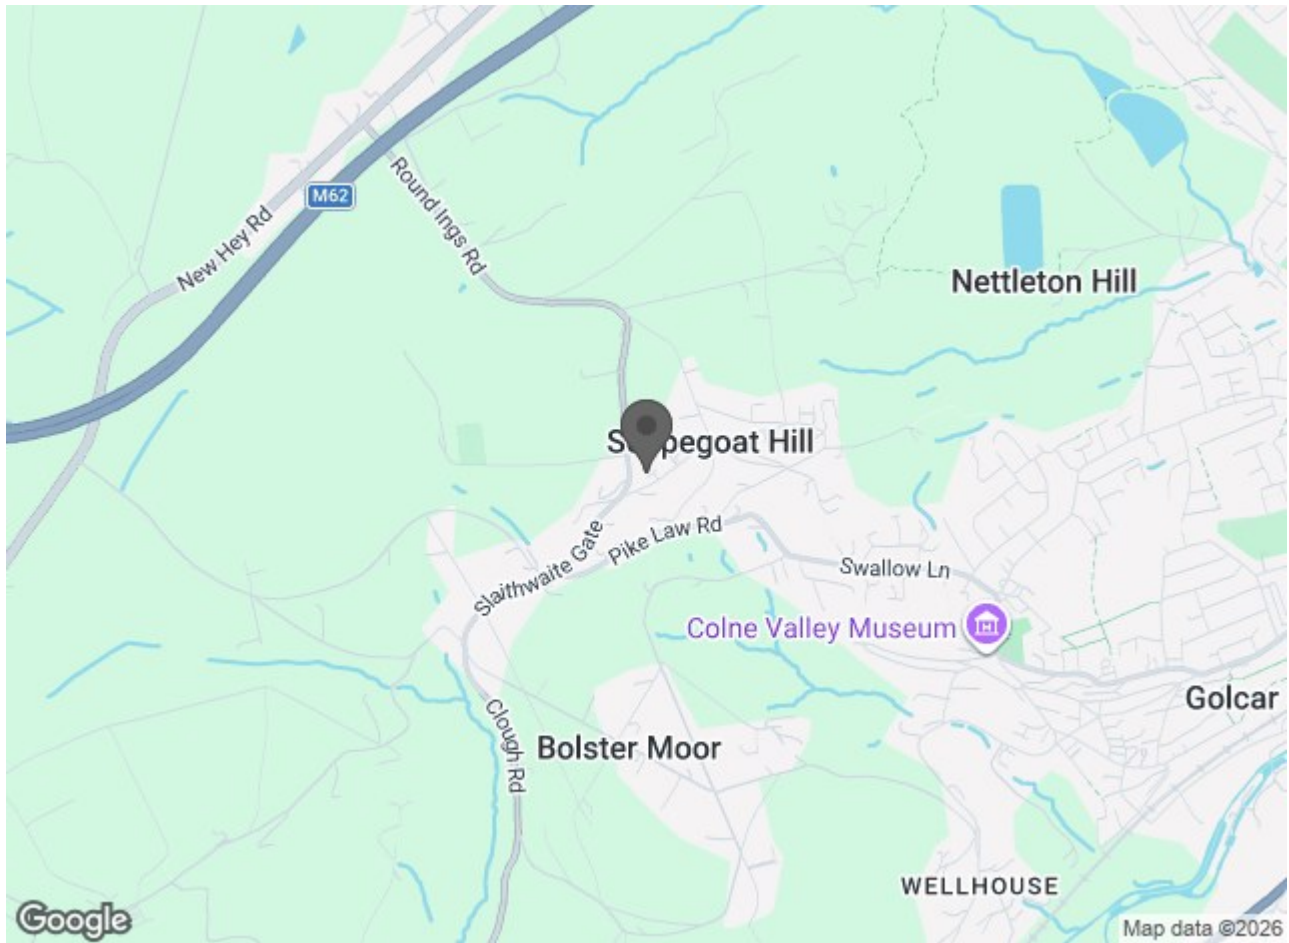 M62
Round Ings Rd
New Hey Rd
Nettleton Hill
pegoat Hill
Slaithwaite Gate
Pike Law Rd
Swallow Ln
Colne Valley Museum
Golcar
Clough Rd
Bolster Moor
WELLHOUSE
Google
Map data ©2026